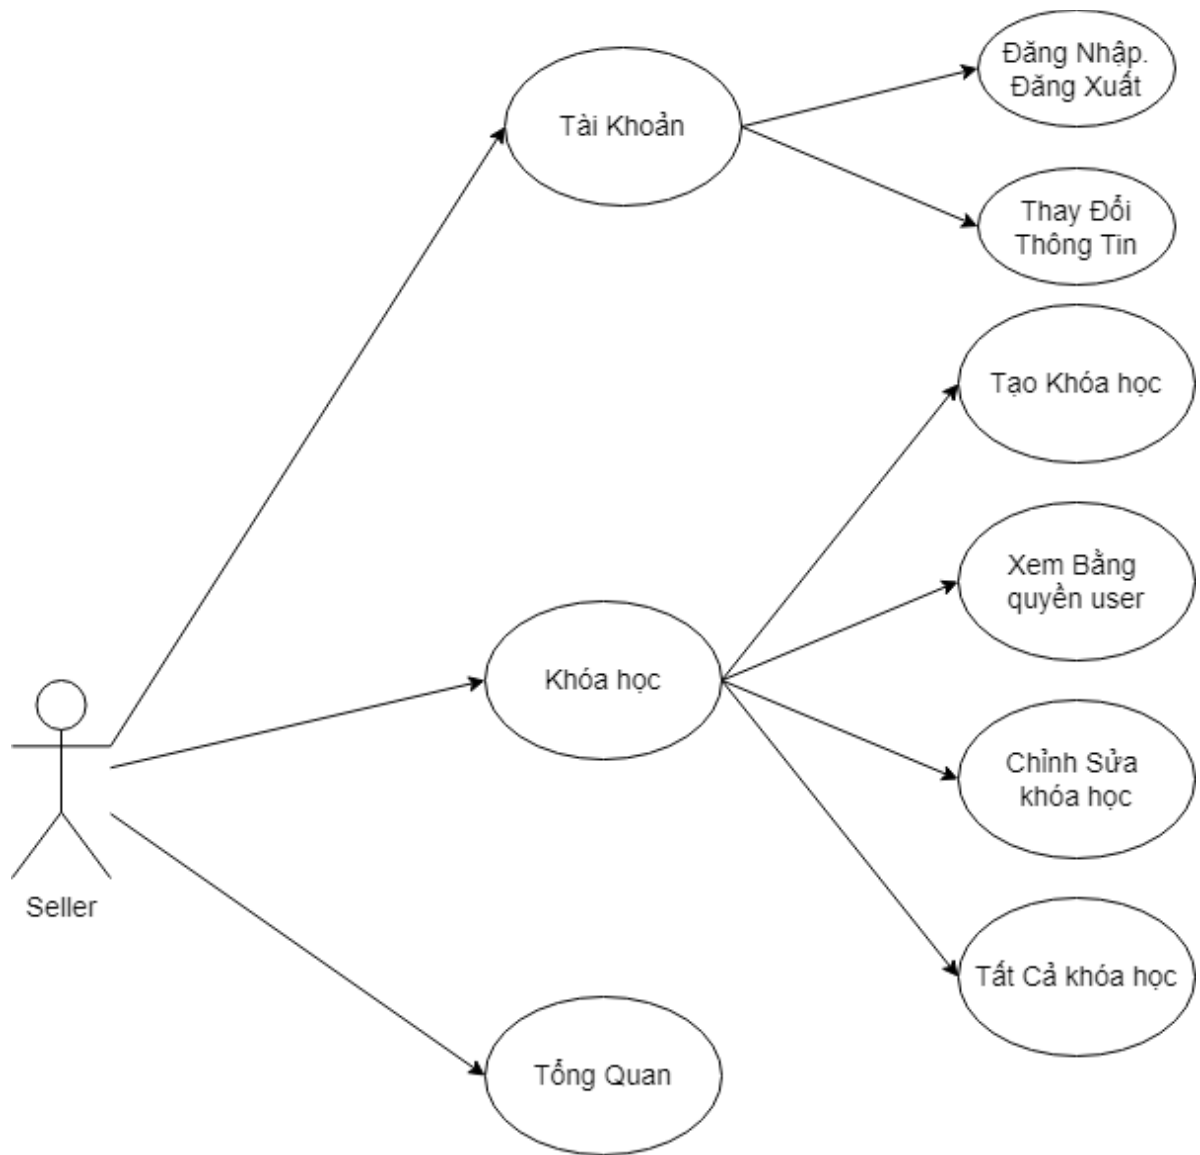 Đăng Nhập.
Đăng Xuất
Tài Khoản
Thay Đổi
Thông Tin
Tạo Khóa học
Xem Bằng
quyền user
Khóa học
Chỉnh Sửa
khóa học
Seller
Tất Cả khóa học
Tổng Quan